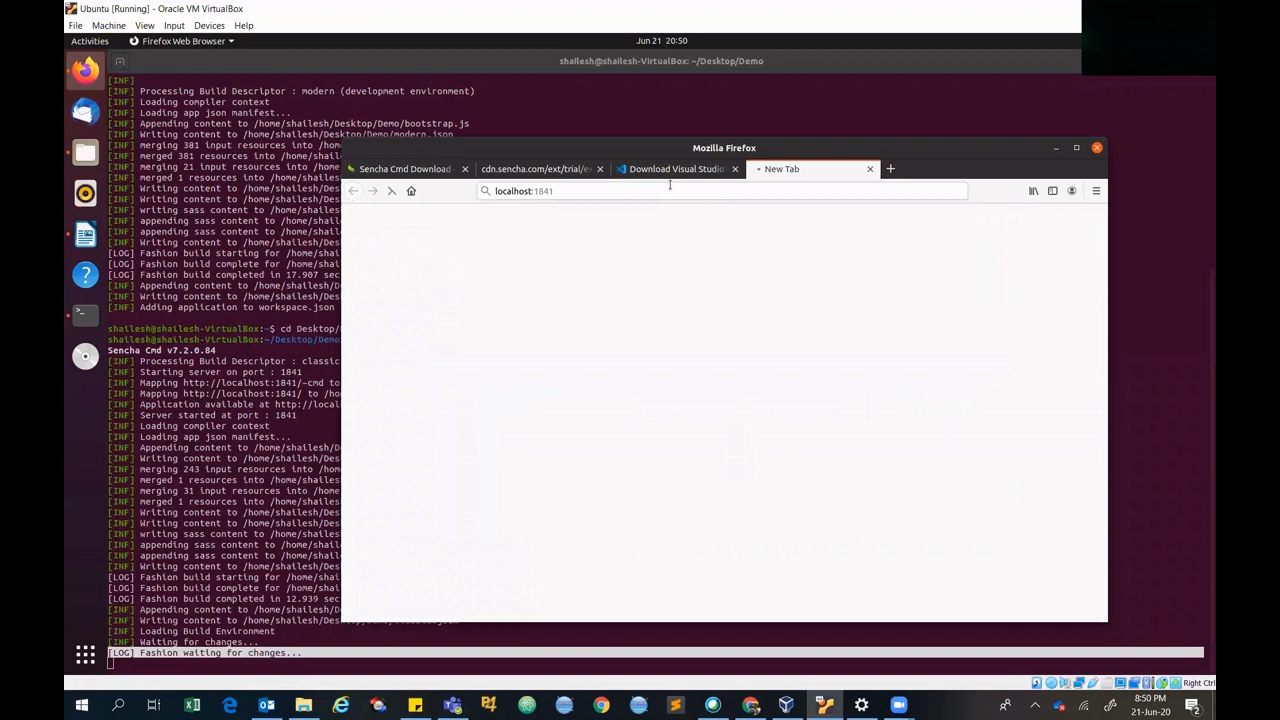 Ubuntu [Running] - Oracle VM VirtualBox
File Machine View Input Devices Help
Activities Firefox Web Browser Jun 21 20:50
shailesh@shailesh-VirtualBox: ~/Desktop/Demo
[INF]
[INF] Processing Build Descriptor : modern (development environment)
[INF] Loading compiler context
[INF] Loading app json manifest...
[INF] Appending content to /home/shailesh/Desktop/Demo/bootstrap.js
[INF] Writing content to /home/shailesh/Desktop/Demo/modern.json
[INF] merging 381 input resources into /hom
[INF] merged 381 resources into /home/shail
[INF] merging 21 input resources into /home
[INF] merged 1 resources into /home/shailes
[INF] Writing content to /home/shailesh/Des
[INF] Writing content to /home/shailesh/Des
[INF] writing sass content to /home/shailes
[INF] appending sass content to /home/shail
[INF] appending sass content to /home/shail
[INF] Writing content to /home/shailesh/Des
[LOG] Fashion build starting for /home/shai
[LOG] Fashion build complete for /home/shai
[LOG] Fashion build completed in 17.907 sec
[INF] Appending content to /home/shailesh/D
[INF] Writing content to /home/shailesh/Des
[INF] Adding application to workspace.json
shailesh@shailesh-VirtualBox:~$ cd Desktop/
shailesh@shailesh-VirtualBox:~/Desktop/Demo
Sencha Cmd v7.2.0.84
[INF] Processing Build Descriptor : classic
[INF] Starting server on port : 1841
[INF] Mapping http://localhost:1841/~cmd to
[INF] Mapping http://localhost:1841/ to /ho
[INF] Application available at http://local
[INF] Server started at port : 1841
[INF] Loading compiler context
[INF] Loading app json manifest...
[INF] Appending content to /home/shailesh/D
[INF] Writing content to /home/shailesh/Des
[INF] merging 243 input resources into /hom
[INF] merged 1 resources into /home/shailes
[INF] merging 31 input resources into /home
[INF] merged 1 resources into /home/shailes
[INF] Writing content to /home/shailesh/Des
[INF] Writing content to /home/shailesh/Des
[INF] writing sass content to /home/shailes
[INF] appending sass content to /home/shail
[INF] appending sass content to /home/shail
[INF] Writing content to /home/shailesh/Des
[LOG] Fashion build starting for /home/shai
[LOG] Fashion build complete for /home/shai
[LOG] Fashion build completed in 12.939 sec
[INF] Appending content to /home/shailesh/D
[INF] Writing content to /home/shailesh/Des
[INF] Loading Build Environment
[INF] Waiting for changes...
[LOG] Fashion waiting for changes...
Mozilla Firefox
Sencha Cmd Download cdn.sencha.com/ext/trial/e Download Visual Studio New Tab
localhost:1841
Right Ctrl
8:50 PM
21-Jun-20
2